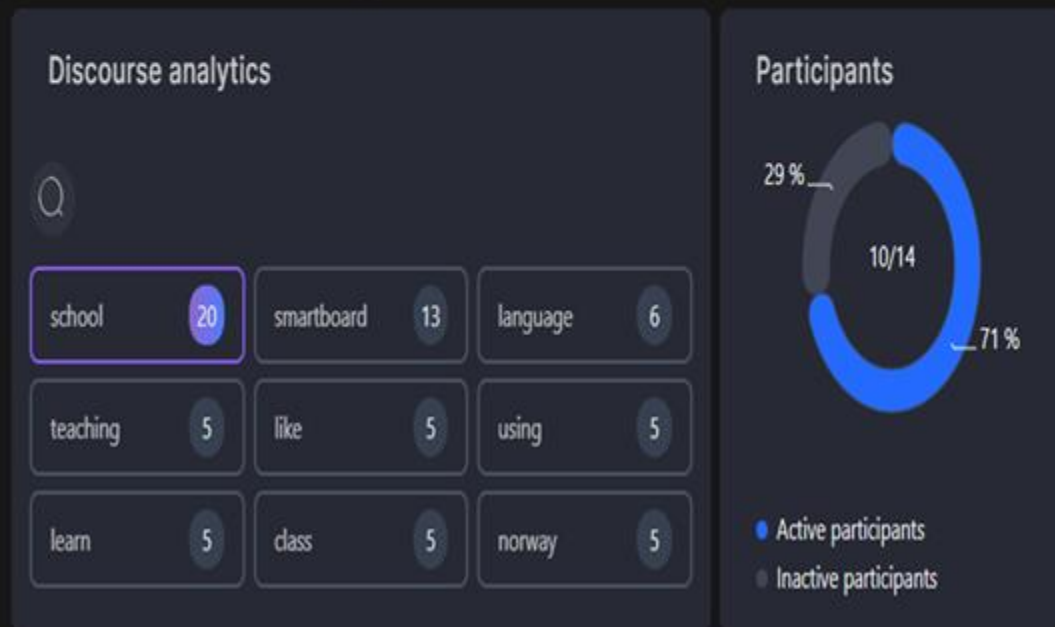 Discourse analytics
school 20 smartboard 13 language 6
teaching 5 like 5 using 5
learn 5 class 5 norway 5
Participants
29 %
10/14
71 %
Active participants
Inactive participants